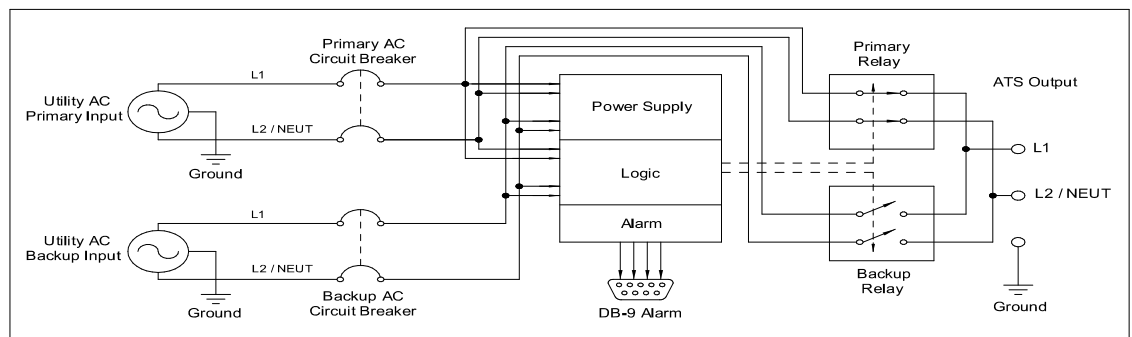 Primary AC
Circuit Breaker
L1
Utility AC
Primary Input
L2 / NEUT
Ground
L1
Utility AC
Backup Input
L2 / NEUT
Ground
Backup AC
Circuit Breaker
Power Supply
Logic
Alarm
DB-9 Alarm
Primary
Relay
ATS Output
L1
L2 / NEUT
Backup
Relay
Ground